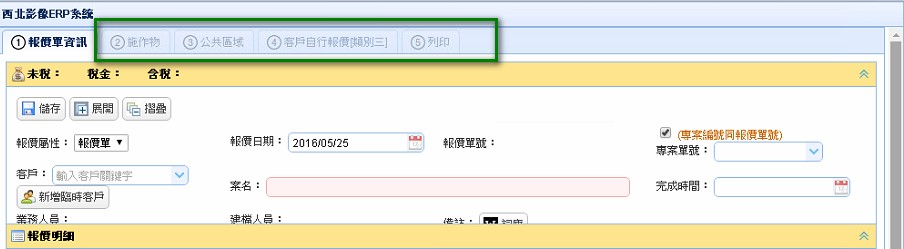 西北影像ERP系統
① 報價單資訊 ② 施作物 ③ 公共區域 ④ 客戶自行報價[類別三] ⑤ 列印
未稅： 稅金： 含稅：
儲存 展開 摺疊
報價屬性： 報價單 報價日期： 2016/05/25 報價單號： (專案編號同報價單號)
專案單號：
客戶： 輸入客戶關鍵字
新增臨時客戶 案名： 完成時間：
業務人員： 建檔人員： 備註：
報價明細